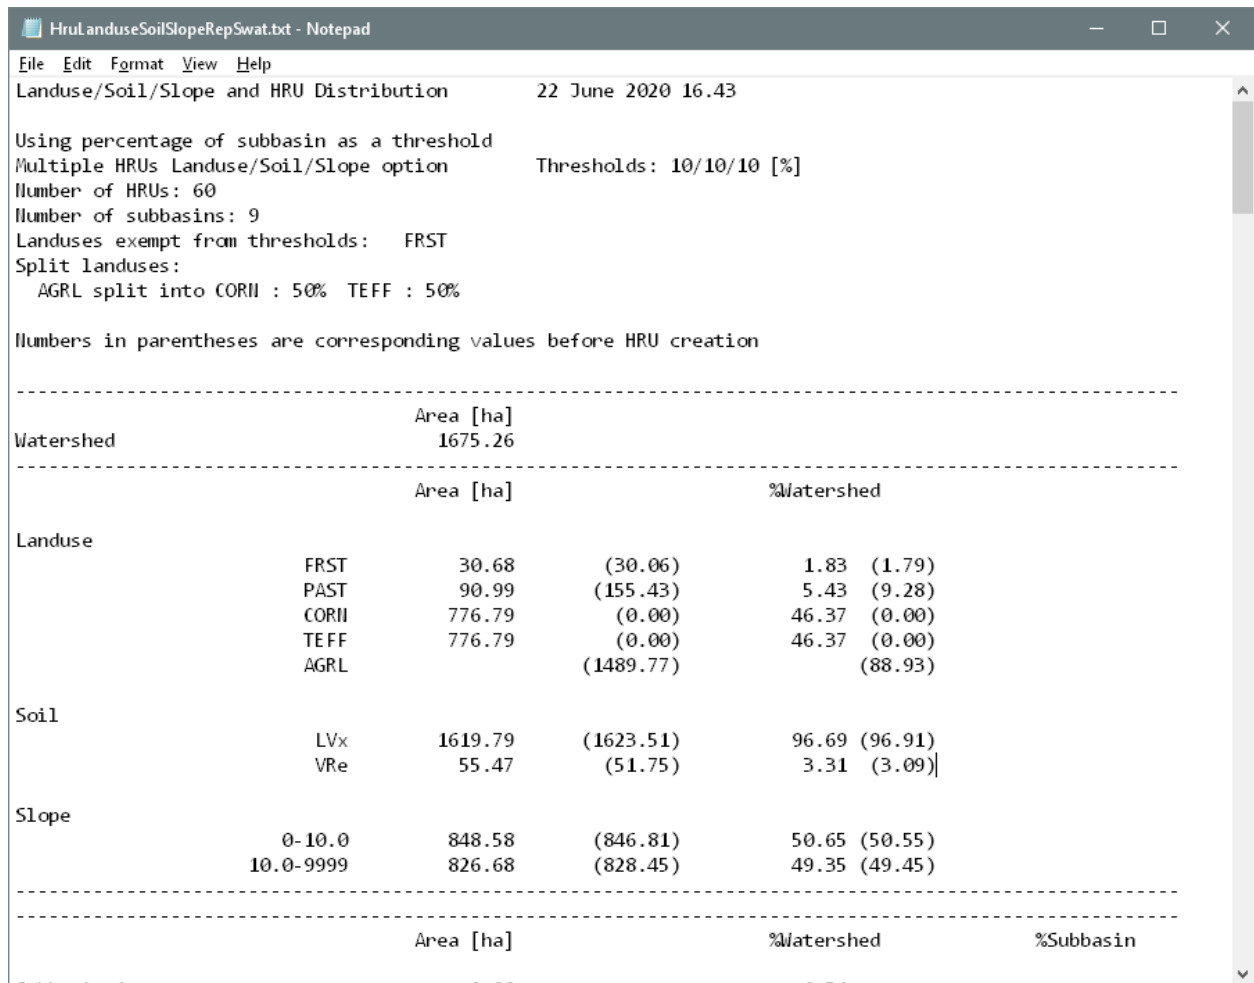 HruLanduseSoilSlopeRepSwat.txt - Notepad
File Edit Format View Help
Landuse/Soil/Slope and HRU Distribution 22 June 2020 16.43
Using percentage of subbasin as a threshold
Multiple HRUs Landuse/Soil/Slope option Thresholds: 10/10/10 [%]
Number of HRUs: 60
Number of subbasins: 9
Landuses exempt from thresholds: FRST
Split landuses:
AGRL split into CORN : 50% TEFF : 50%
Numbers in parentheses are corresponding values before HRU creation
---------------------------------------------------------------------------------------------------------
Area [ha]
Watershed 1675.26
---------------------------------------------------------------------------------------------------------
Area [ha] %Watershed
Landuse
FRST 30.68 (30.06) 1.83 (1.79)
PAST 90.99 (155.43) 5.43 (9.28)
CORN 776.79 (0.00) 46.37 (0.00)
TEFF 776.79 (0.00) 46.37 (0.00)
AGRL (1489.77) (88.93)
Soil
LVx 1619.79 (1623.51) 96.69 (96.91)
VRe 55.47 (51.75) 3.31 (3.09)
Slope
0-10.0 848.58 (846.81) 50.65 (50.55)
10.0-9999 826.68 (828.45) 49.35 (49.45)
---------------------------------------------------------------------------------------------------------
---------------------------------------------------------------------------------------------------------
Area [ha] %Watershed %Subbasin